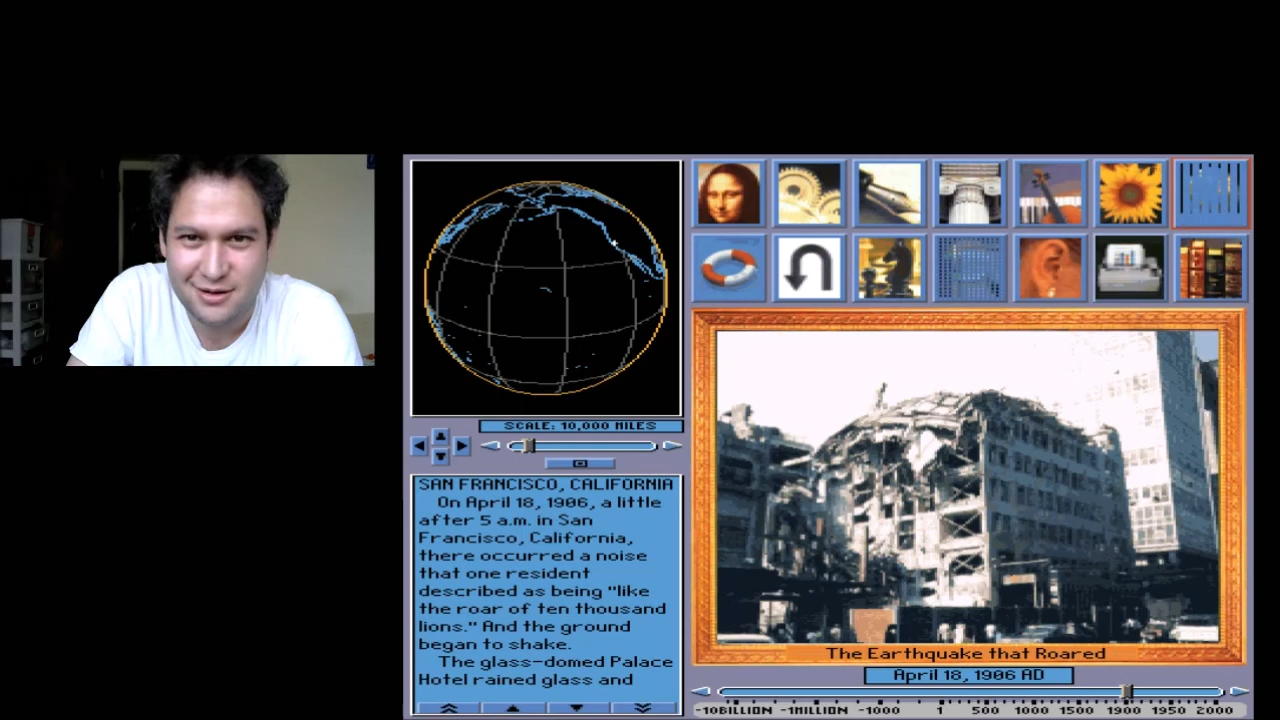 SCALE: 10,000 MILES
SAN FRANCISCO, CALIFORNIA
On April 18, 1906, a little
after 5 a.m. in San
Francisco, California,
there occurred a noise
that one resident
described as being "like
the roar of ten thousand
lions." And the ground
began to shake.
The glass-domed Palace
Hotel rained glass and
The Earthquake that Roared
April 18, 1906 AD
-10BILLION -1MILLION -1000 1 500 1000 1500 1900 1950 2000